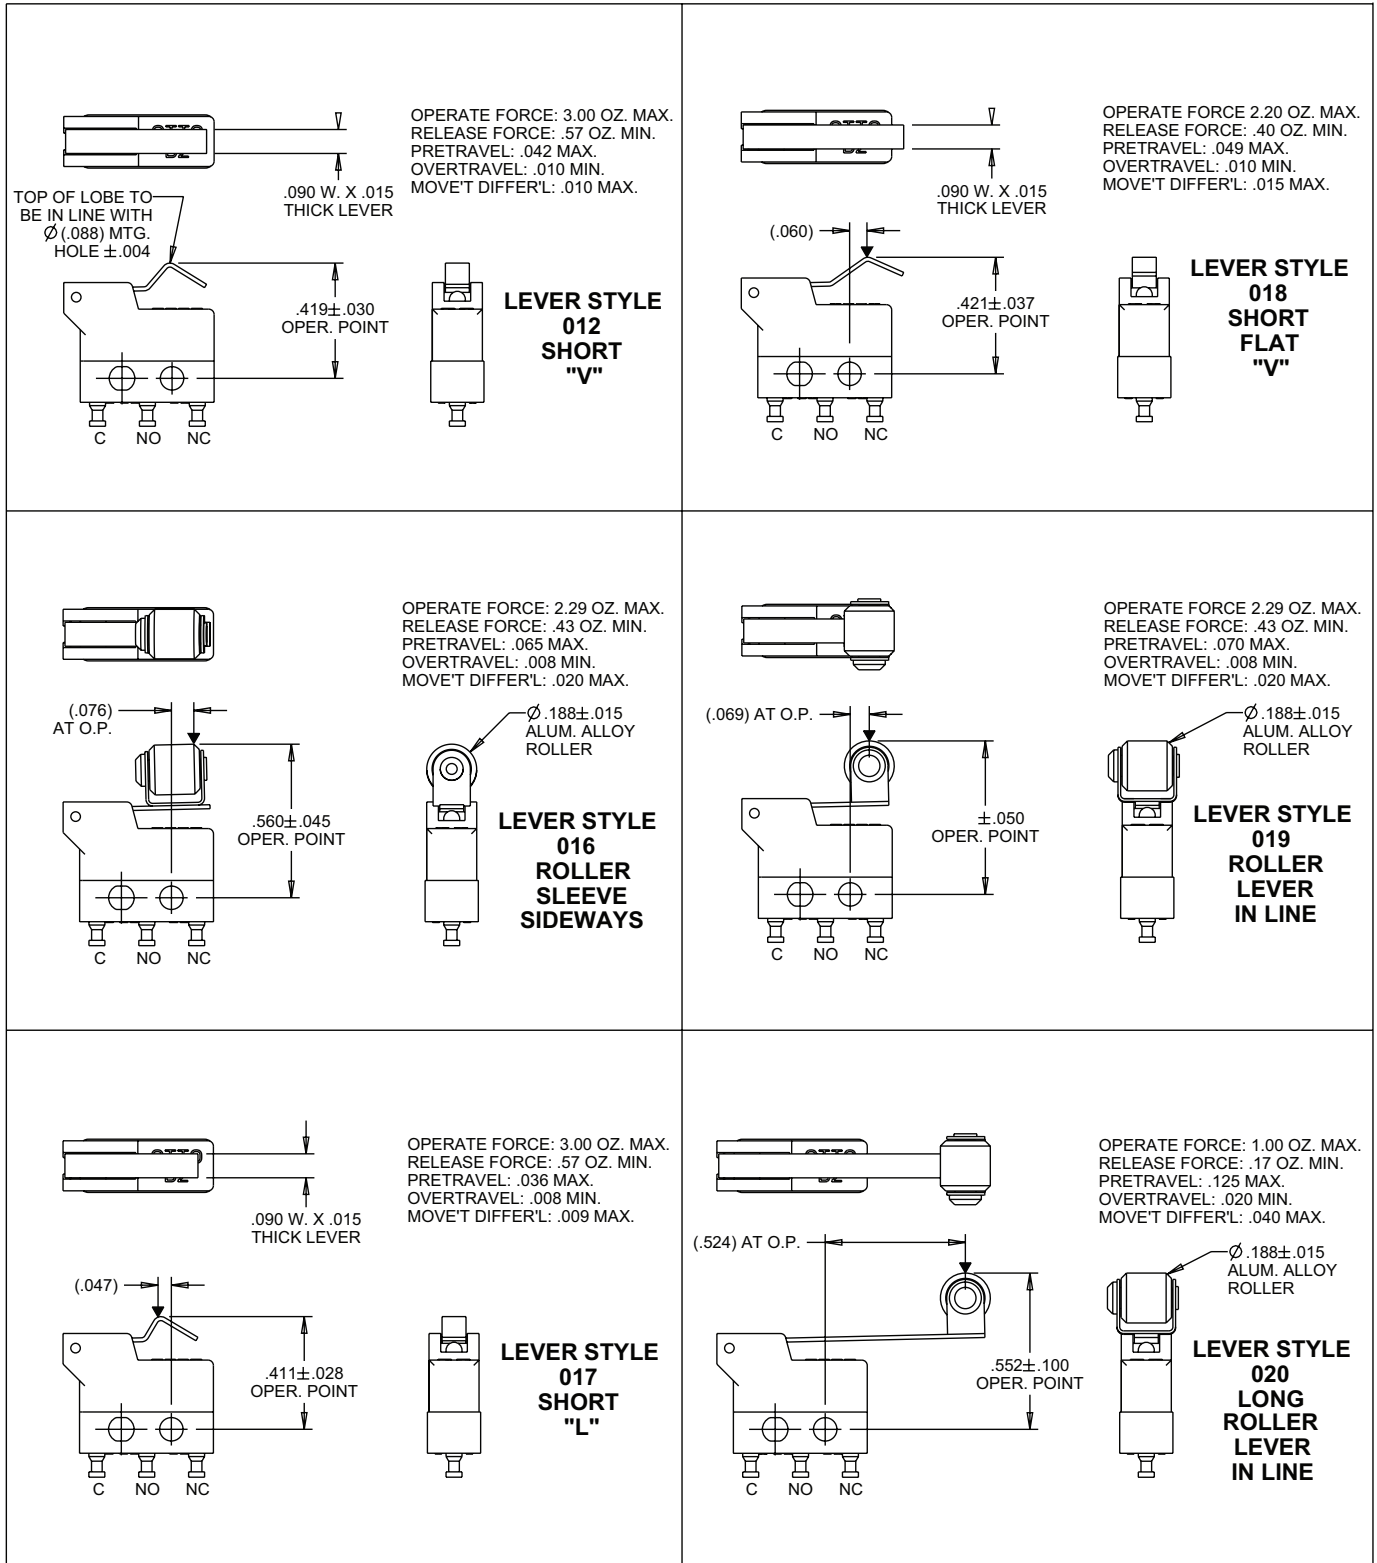 OPERATE FORCE: 3.00 OZ. MAX.
RELEASE FORCE: .57 OZ. MIN.
PRETRAVEL: .042 MAX.
OVERTRAVEL: .010 MIN.
MOVE'T DIFFER'L: .010 MAX.
.090 W. X .015
THICK LEVER
TOP OF LOBE TO
BE IN LINE WITH
Ø (.088) MTG.
HOLE ±.004
.419±.030
OPER. POINT
LEVER STYLE
012
SHORT
"V"
C NO NC
OPERATE FORCE 2.20 OZ. MAX.
RELEASE FORCE: .40 OZ. MIN.
PRETRAVEL: .049 MAX.
OVERTRAVEL: .010 MIN.
MOVE'T DIFFER'L: .015 MAX.
.090 W. X .015
THICK LEVER
(.060)
.421±.037
OPER. POINT
LEVER STYLE
018
SHORT
FLAT
"V"
C NO NC
OPERATE FORCE: 2.29 OZ. MAX.
RELEASE FORCE: .43 OZ. MIN.
PRETRAVEL: .065 MAX.
OVERTRAVEL: .008 MIN.
MOVE'T DIFFER'L: .020 MAX.
(.076)
AT O.P.
Ø .188±.015
ALUM. ALLOY
ROLLER
.560±.045
OPER. POINT
LEVER STYLE
016
ROLLER
SLEEVE
SIDEWAYS
C NO NC
OPERATE FORCE 2.29 OZ. MAX.
RELEASE FORCE: .43 OZ. MIN.
PRETRAVEL: .070 MAX.
OVERTRAVEL: .008 MIN.
MOVE'T DIFFER'L: .020 MAX.
(.069) AT O.P.
Ø .188±.015
ALUM. ALLOY
ROLLER
±.050
OPER. POINT
LEVER STYLE
019
ROLLER
LEVER
IN LINE
C NO NC
OPERATE FORCE: 3.00 OZ. MAX.
RELEASE FORCE: .57 OZ. MIN.
PRETRAVEL: .036 MAX.
OVERTRAVEL: .008 MIN.
MOVE'T DIFFER'L: .009 MAX.
.090 W. X .015
THICK LEVER
(.047)
.411±.028
OPER. POINT
LEVER STYLE
017
SHORT
"L"
C NO NC
OPERATE FORCE: 1.00 OZ. MAX.
RELEASE FORCE: .17 OZ. MIN.
PRETRAVEL: .125 MAX.
OVERTRAVEL: .020 MIN.
MOVE'T DIFFER'L: .040 MAX.
(.524) AT O.P.
Ø .188±.015
ALUM. ALLOY
ROLLER
.552±.100
OPER. POINT
LEVER STYLE
020
LONG
ROLLER
LEVER
IN LINE
C NO NC